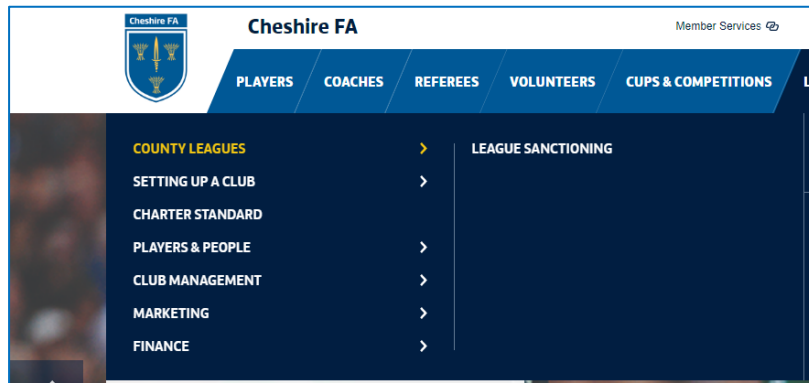 Cheshire FA
Cheshire FA
Member Services
PLAYERS
COACHES
REFEREES
VOLUNTEERS
CUPS & COMPETITIONS
COUNTY LEAGUES
LEAGUE SANCTIONING
SETTING UP A CLUB
CHARTER STANDARD
PLAYERS & PEOPLE
CLUB MANAGEMENT
MARKETING
FINANCE